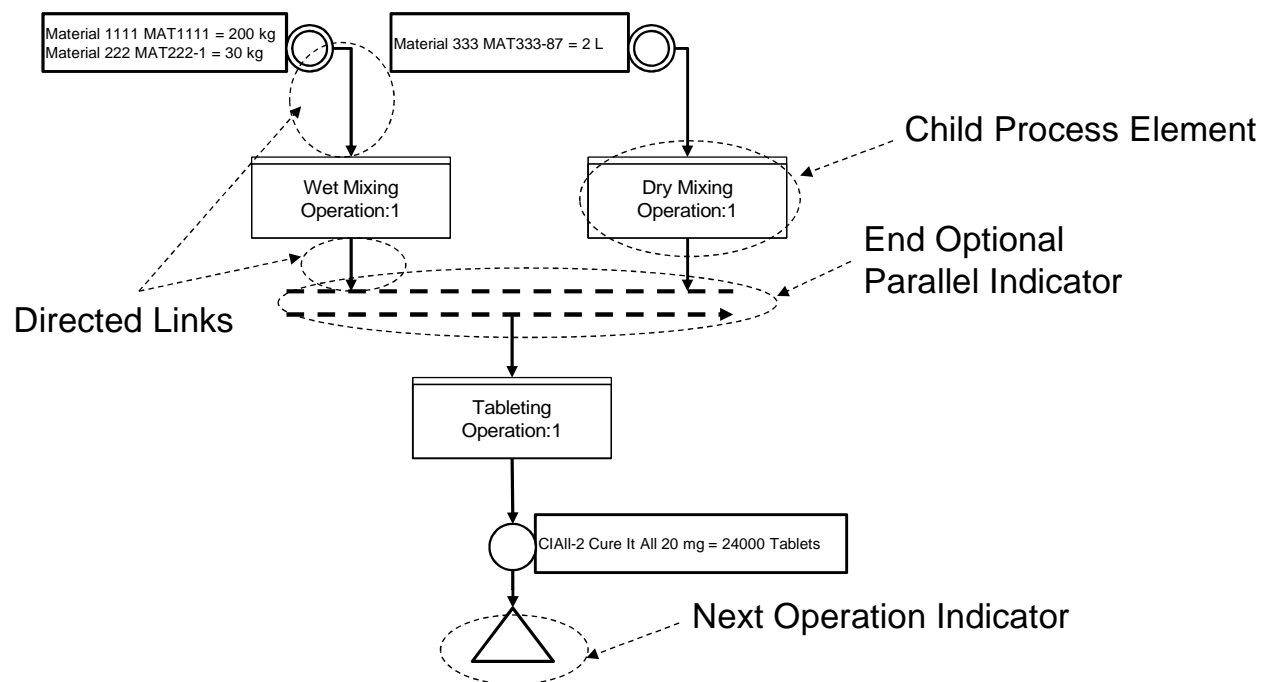 Material 1111 MAT1111 = 200 kg
Material 222 MAT222-1 = 30 kg
Material 333 MAT333-87 = 2 L
Child Process Element
Wet Mixing
Operation:1
Dry Mixing
Operation:1
End Optional
Parallel Indicator
Directed Links
Tableting
Operation:1
CIAll-2 Cure It All 20 mg = 24000 Tablets
Next Operation Indicator